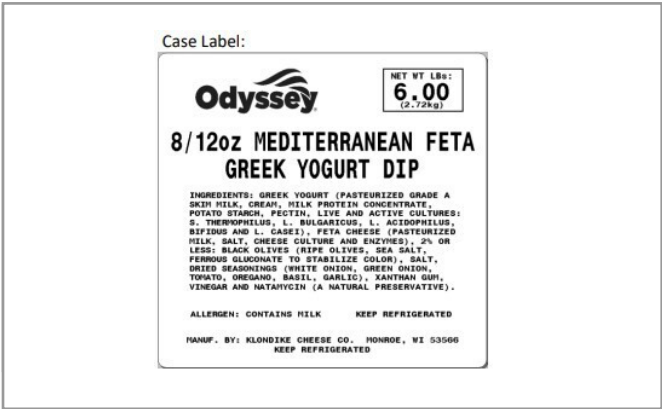 Case Label:
Odyssey
NET WT LBs:
6.00
(2.72kg)
8/12oz MEDITERRANEAN FETA
GREEK YOGURT DIP
INGREDIENTS: GREEK YOGURT (PASTEURIZED GRADE A
SKIM MILK, CREAM, MILK PROTEIN CONCENTRATE,
POTATO STARCH, PECTIN, LIVE AND ACTIVE CULTURES:
S. THERMOPHILUS, L. BULGARICUS, L. ACIDOPHILUS,
BIFIDUS AND L. CASEI), FETA CHEESE (PASTEURIZED
MILK, SALT, CHEESE CULTURE AND ENZYMES), 2% OR
LESS: BLACK OLIVES (RIPE OLIVES, SEA SALT,
FERROUS GLUCONATE TO STABILIZE COLOR), SALT,
DRIED SEASONINGS (WHITE ONION, GREEN ONION,
TOMATO, OREGANO, BASIL, GARLIC), XANTHAN GUM,
VINEGAR AND NATAMYCIN (A NATURAL PRESERVATIVE).
ALLERGEN: CONTAINS MILK KEEP REFRIGERATED
MANUF. BY: KLONDIKE CHEESE CO. MONROE, WI 53566
KEEP REFRIGERATED